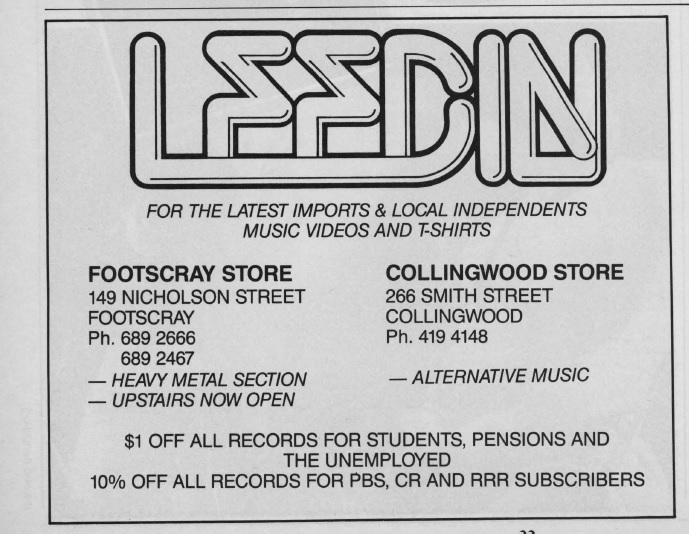 LEEDIN
FOR THE LATEST IMPORTS & LOCAL INDEPENDENTS
MUSIC VIDEOS AND T-SHIRTS
FOOTSCRAY STORE
149 NICHOLSON STREET
FOOTSCRAY
Ph. 689 2666
689 2467
— HEAVY METAL SECTION
— UPSTAIRS NOW OPEN
COLLINGWOOD STORE
266 SMITH STREET
COLLINGWOOD
Ph. 419 4148
— ALTERNATIVE MUSIC
$1 OFF ALL RECORDS FOR STUDENTS, PENSIONS AND
THE UNEMPLOYED
10% OFF ALL RECORDS FOR PBS, CR AND RRR SUBSCRIBERS